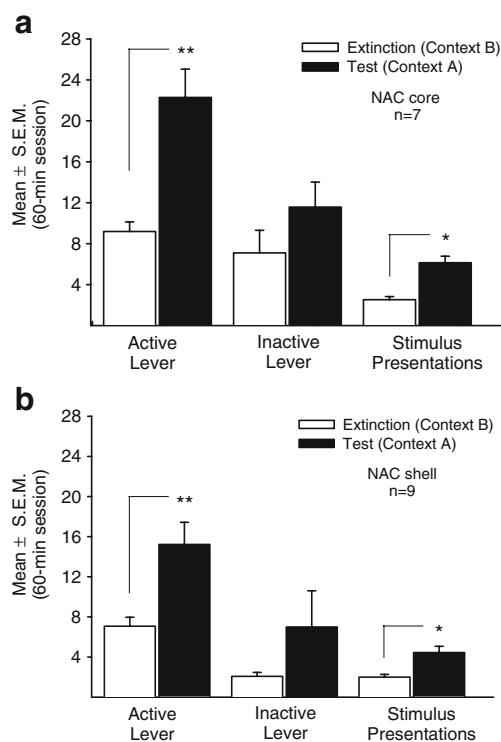 a
28
24
20
16
12
8
4
Mean ± S.E.M.
(60-min session)
Extinction (Context B)
Test (Context A)
NAC core
n=7
**
*
Active
Lever
Inactive
Lever
Stimulus
Presentations
b
28
24
20
16
12
8
4
Mean ± S.E.M.
(60-min session)
Extinction (Context B)
Test (Context A)
NAC shell
n=9
**
*
Active
Lever
Inactive
Lever
Stimulus
Presentations